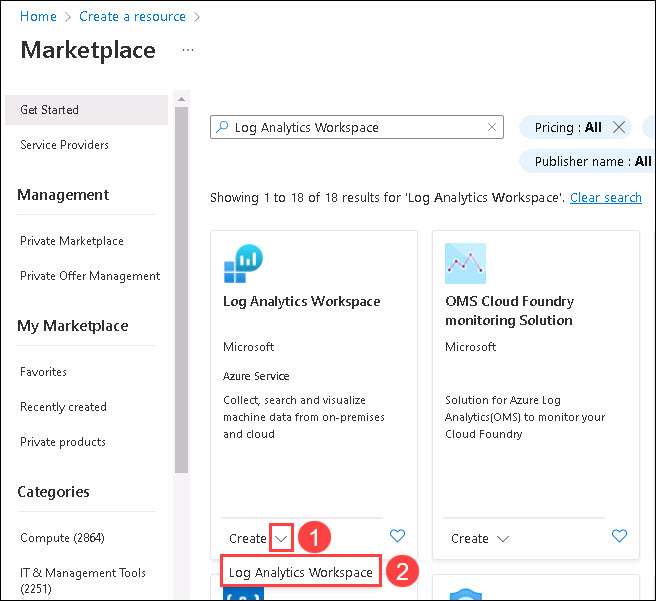 Home > Create a resource >
Marketplace ...
Get Started
Service Providers
Management
Private Marketplace
Private Offer Management
My Marketplace
Favorites
Recently created
Private products
Categories
Compute (2864)
IT & Management Tools
(2251)
Log Analytics Workspace
Pricing : All
Publisher name : All
Showing 1 to 18 of 18 results for 'Log Analytics Workspace'. Clear search
Log Analytics Workspace
Microsoft
Azure Service
Collect, search and visualize
machine data from on-premises
and cloud
Create
1
Log Analytics Workspace
2
OMS Cloud Foundry
monitoring Solution
Microsoft
Solution for Azure Log
Analytics(OMS) to monitor your
Cloud Foundry
Create